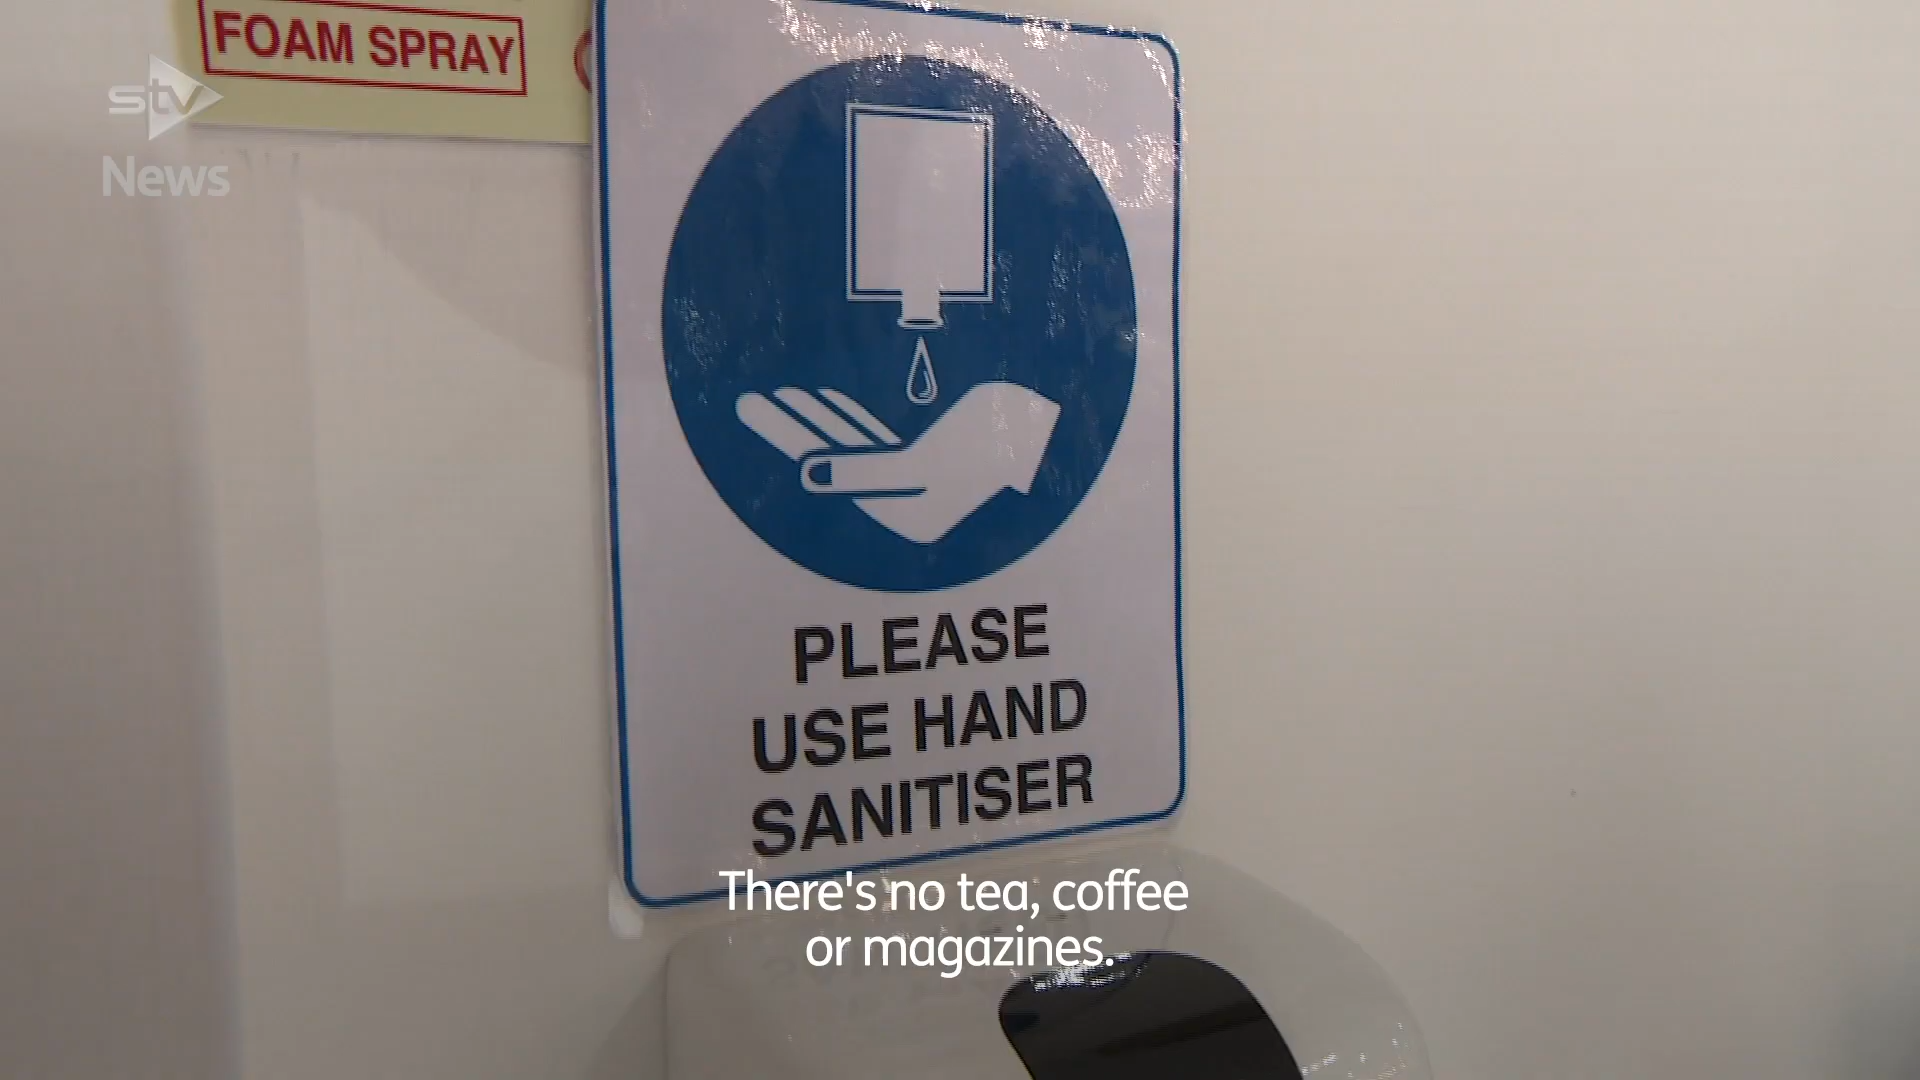 FOAM SPRAY
stv
News
PLEASE
USE HAND
SANITISER
There's no tea, coffee
or magazines.